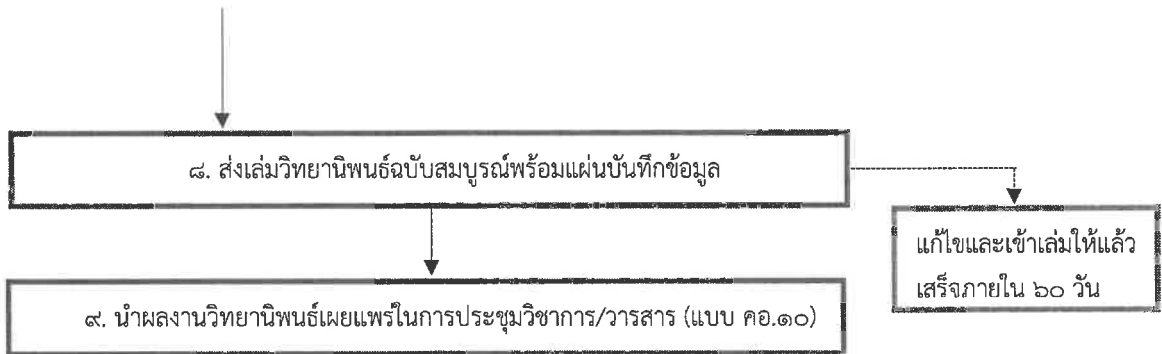 ๘. ส่งเล่มวิทยานิพนธ์ฉบับสมบูรณ์พร้อมแผ่นบันทึกข้อมูล
แก้ไขและเข้าเล่มให้แล้ว
เสร็จภายใน ๖๐ วัน
๙. นำผลงานวิทยานิพนธ์เผยแพร่ในการประชุมวิชาการ/วารสาร (แบบ คอ.๑๐)